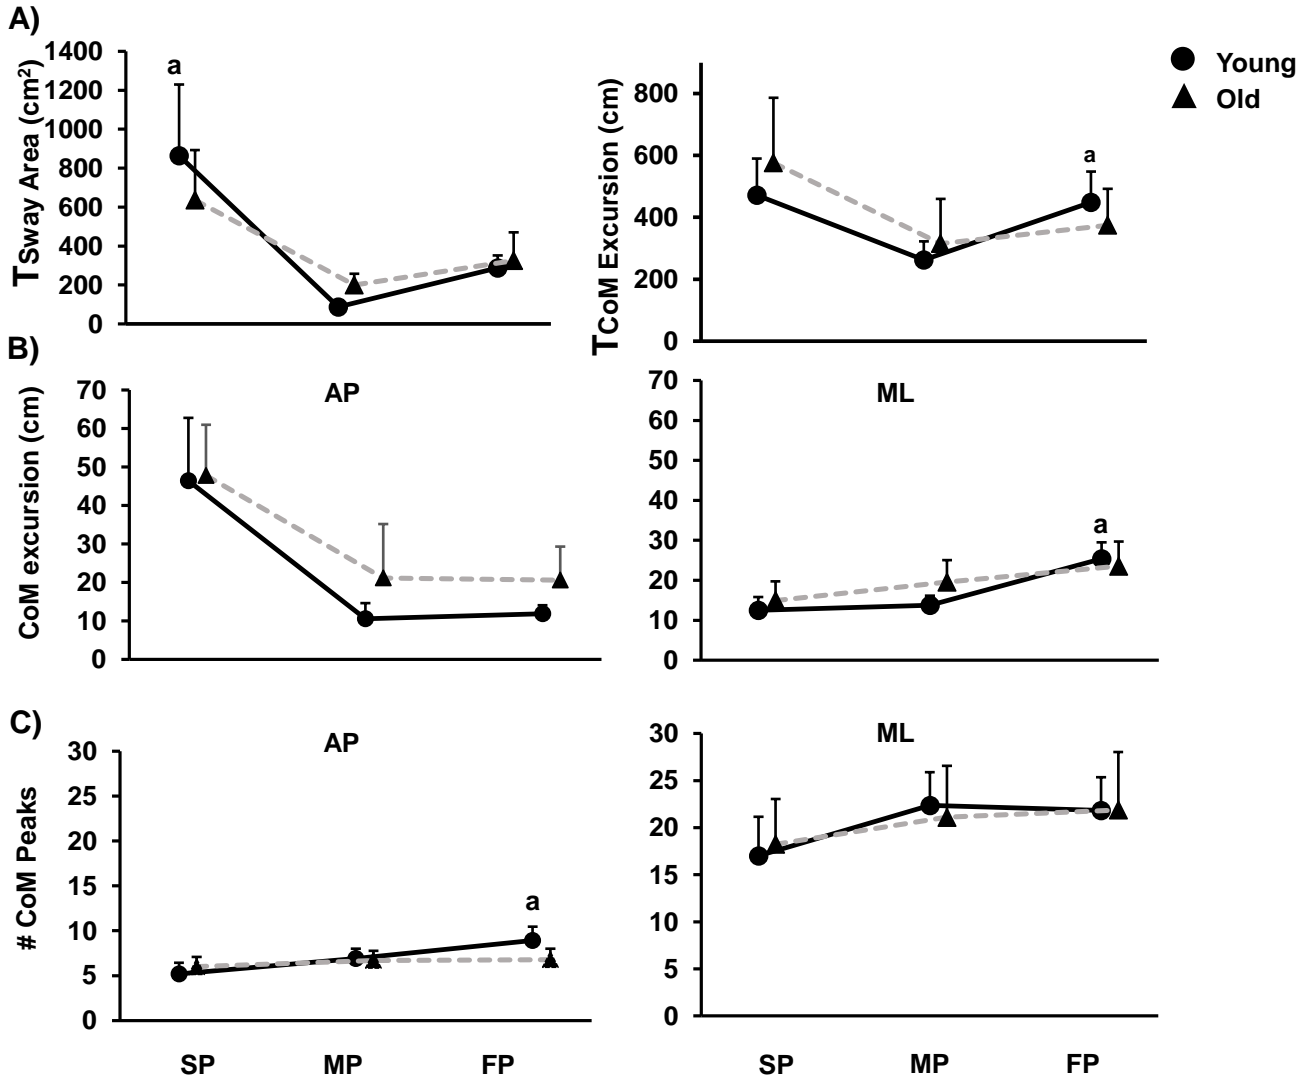 A)
TSway Area (cm²)
1400
1200
1000
800
600
400
200
0
a
TCoM Excursion (cm)
800
600
400
200
0
a
Young
Old
B)
CoM excursion (cm)
AP
70
60
50
40
30
20
10
0
ML
70
60
50
40
30
20
10
0
a
C)
# CoM Peaks
AP
30
25
20
15
10
5
0
a
SP MP FP
ML
30
25
20
15
10
5
0
SP MP FP